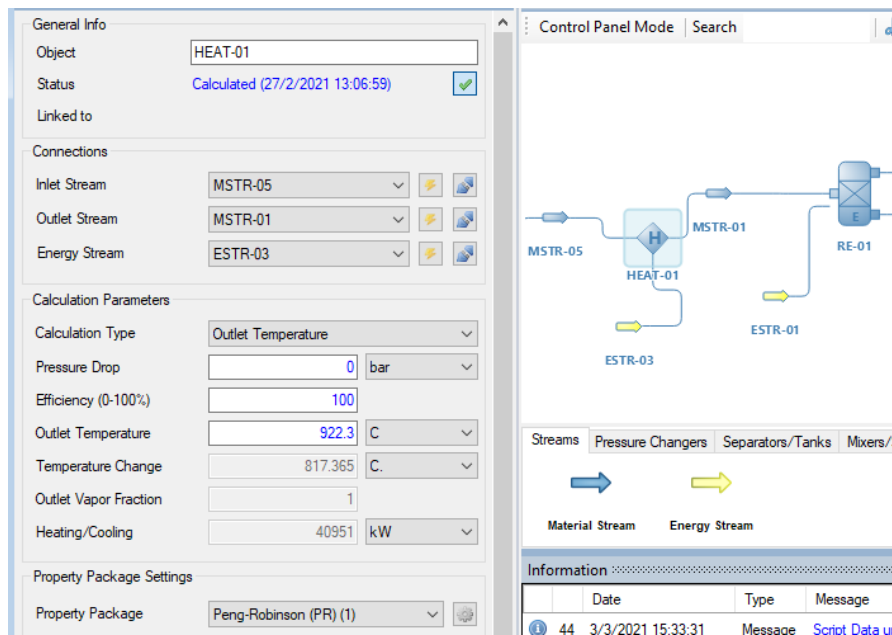 General Info
Object HEAT-01
Status Calculated (27/2/2021 13:06:59)
Linked to
Connections
Inlet Stream MSTR-05
Outlet Stream MSTR-01
Energy Stream ESTR-03
Calculation Parameters
Calculation Type Outlet Temperature
Pressure Drop 0 bar
Efficiency (0-100%) 100
Outlet Temperature 922.3 C
Temperature Change 817.365 C.
Outlet Vapor Fraction 1
Heating/Cooling 40951 kW
Property Package Settings
Property Package Peng-Robinson (PR) (1)
Control Panel Mode Search
MSTR-05
H
HEAT-01
MSTR-01
E
RE-01
ESTR-03
ESTR-01
Streams Pressure Changers Separators/Tanks Mixers/
Material Stream Energy Stream
Information
Date Type Message
44 3/3/2021 15:33:31 Message Script Data